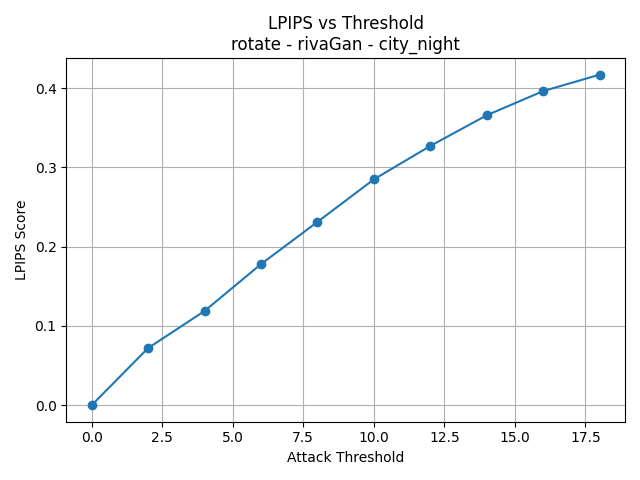 LPIPS vs Threshold
rotate - rivaGan - city_night
LPIPS Score
0.4
0.3
0.2
0.1
0.0
0.0 2.5 5.0 7.5 10.0 12.5 15.0 17.5
Attack Threshold